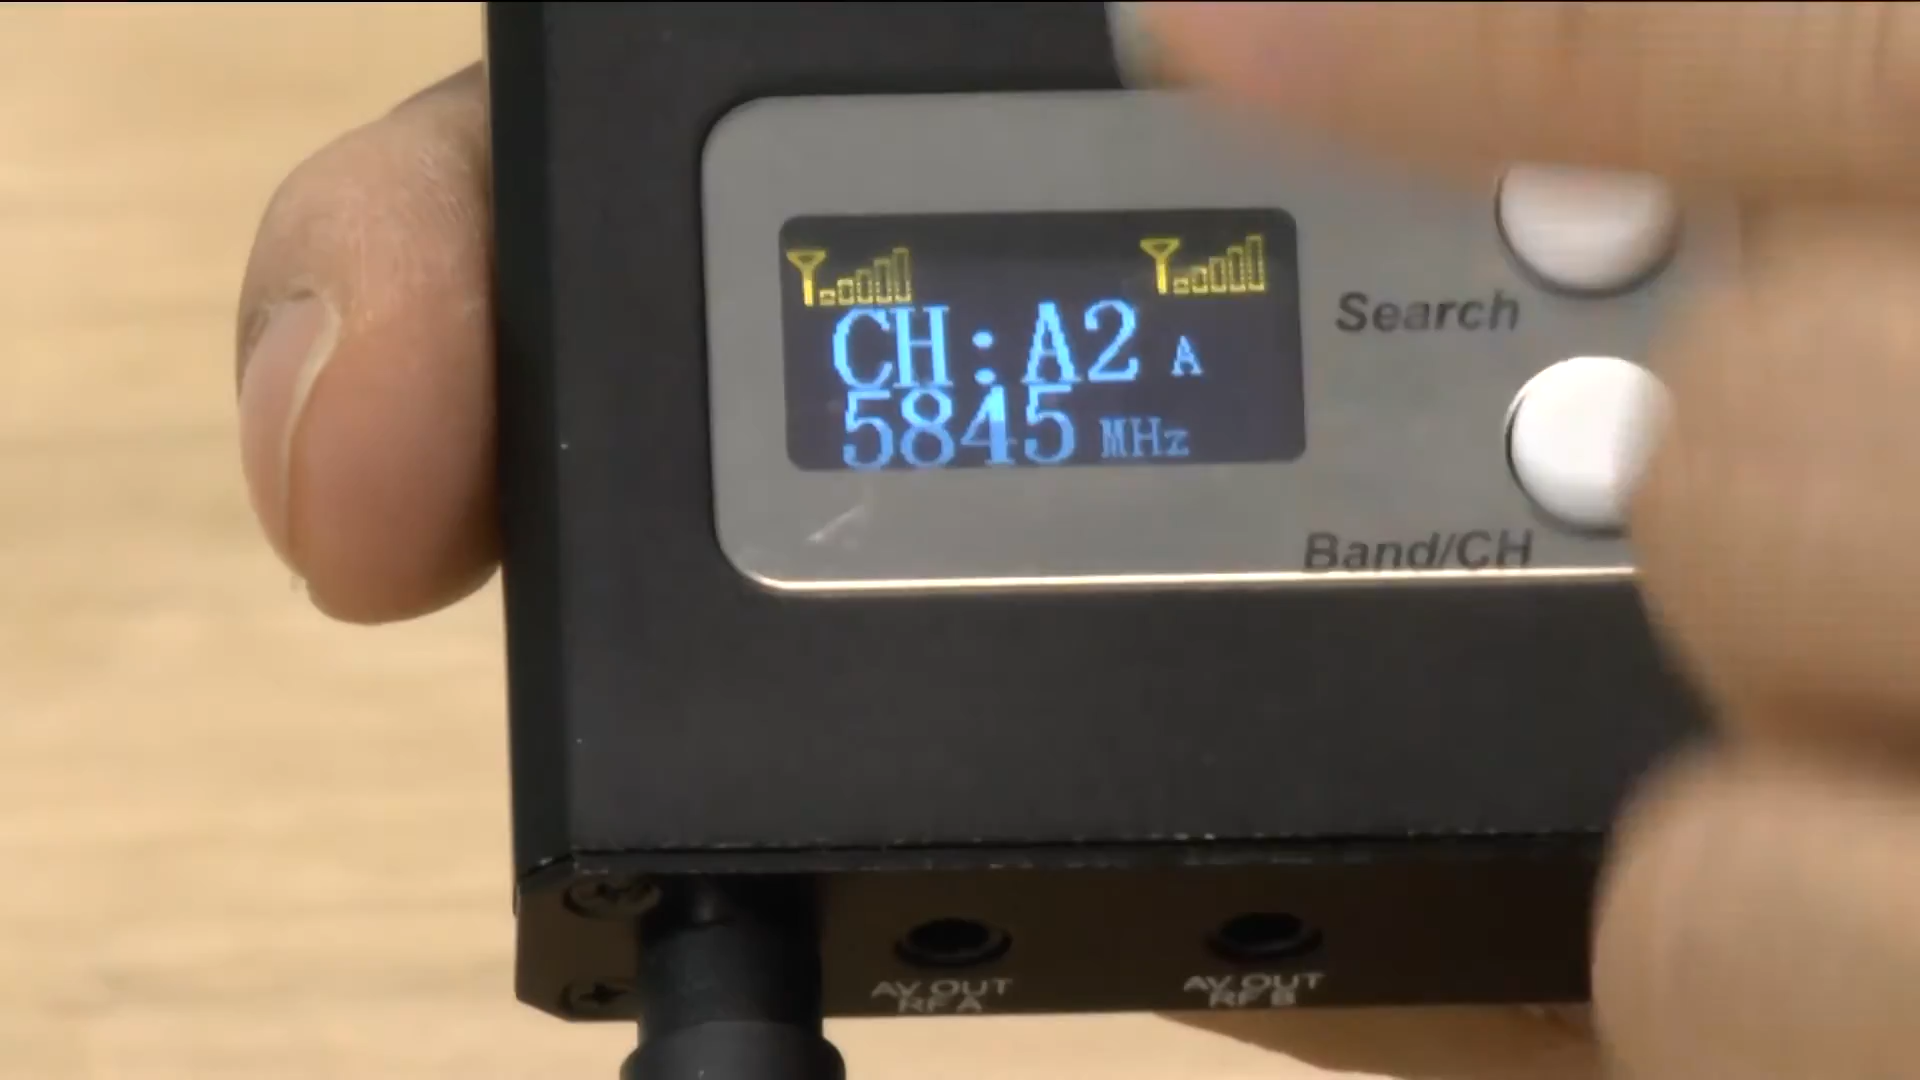 CH:A2 A
5845 MHz
Search
Band/CH
AV OUT
RF A
AV OUT
RF B